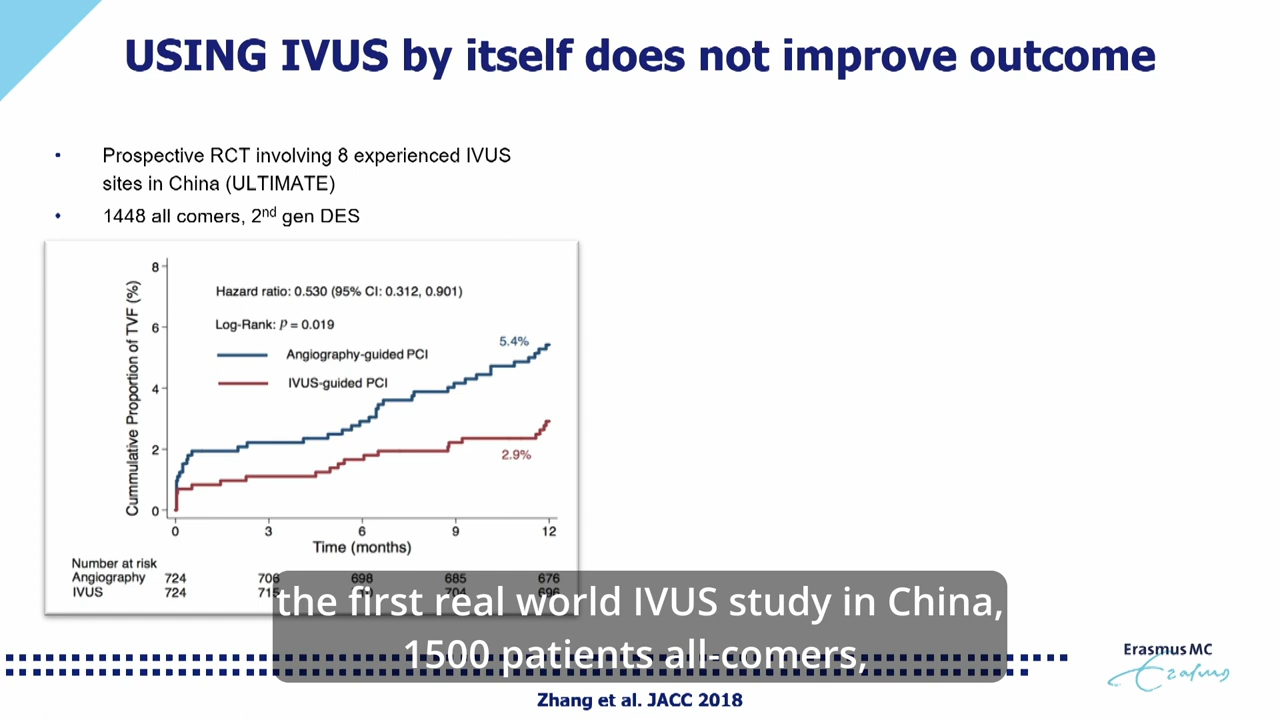 USING IVUS by itself does not improve outcome
• Prospective RCT involving 8 experienced IVUS
sites in China (ULTIMATE)
• 1448 all comers, 2nd gen DES
Cummulative Proportion of TVF (%)
8
6
4
2
0
Hazard ratio: 0.530 (95% CI: 0.312, 0.901)
Log-Rank: P = 0.019
Angiography-guided PCI
IVUS-guided PCI
5.4%
2.9%
0 3 6 9 12
Time (months)
Number at risk
Angiography 724 706 698 685 676
IVUS 724 715 704 696
the first real world IVUS study in China,
1500 patients all-comers,
Erasmus MC
Erasmus
Zhang et al. JACC 2018